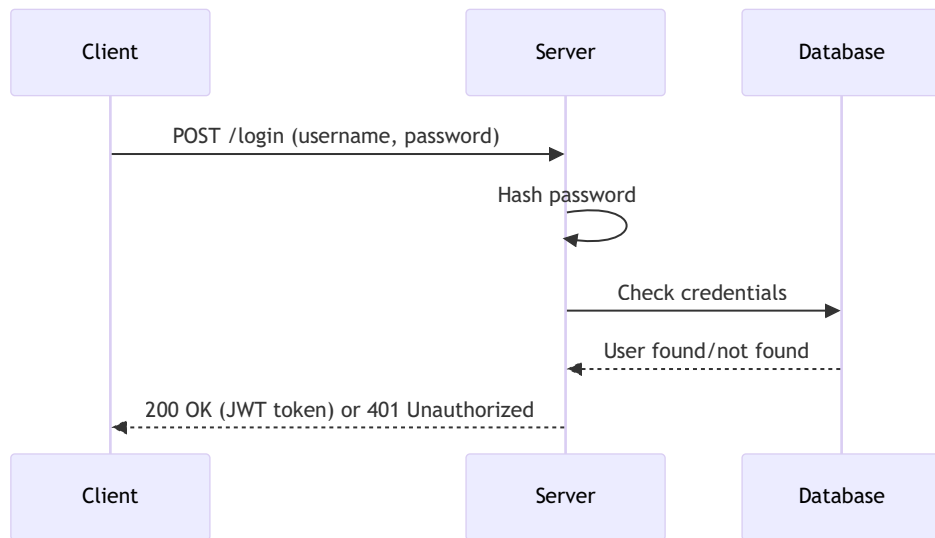 Client
Server
Database
POST /login (username, password)
Hash password
Check credentials
User found/not found
200 OK (JWT token) or 401 Unauthorized
Client
Server
Database